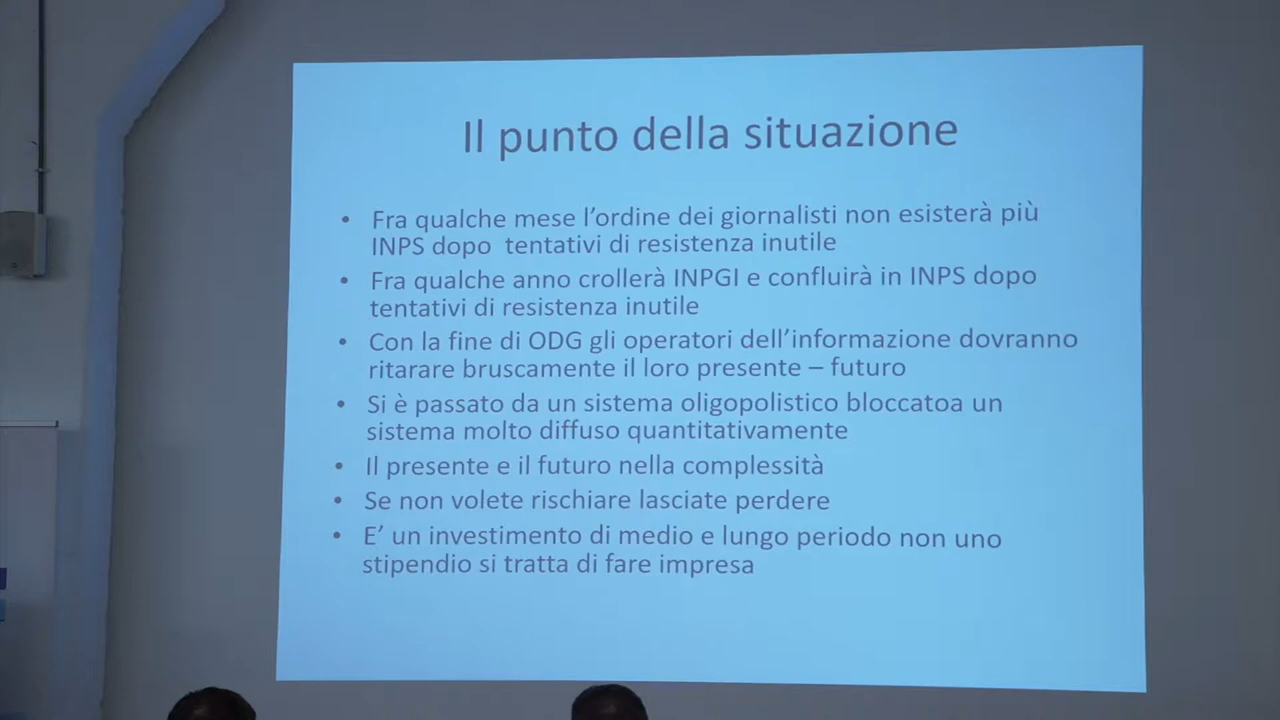 Il punto della situazione
• Fra qualche mese l'ordine dei giornalisti non esisterà più
INPS dopo  tentativi di resistenza inutile
• Fra qualche anno crollerà INPGI e confluirà in INPS dopo
tentativi di resistenza inutile
• Con la fine di ODG gli operatori dell'informazione dovranno
ritarare bruscamente il loro presente – futuro
• Si è passato da un sistema oligopolistico bloccatoa un
sistema molto diffuso quantitativamente
• Il presente e il futuro nella complessità
• Se non volete rischiare lasciate perdere
• E' un investimento di medio e lungo periodo non uno
stipendio si tratta di fare impresa